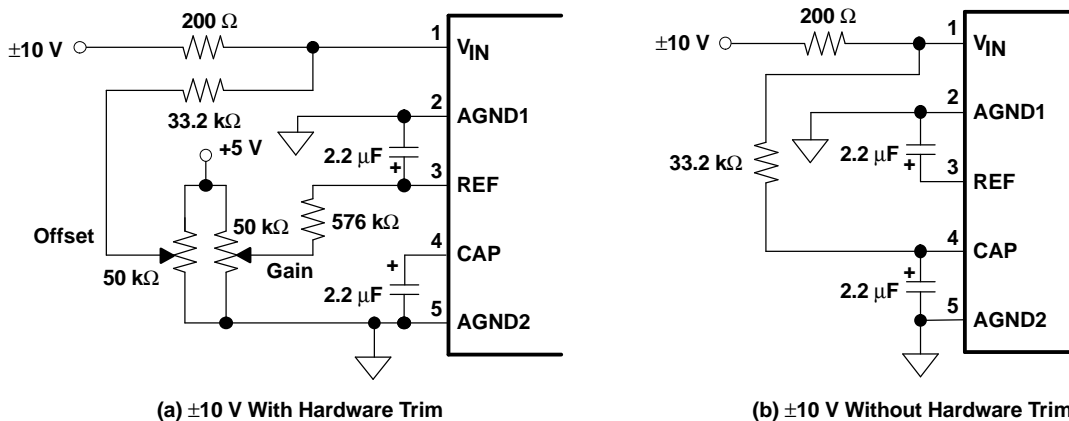 200 Ω
±10 V
1
V_IN
33.2 kΩ
2
AGND1
+5 V
2.2 µF
+
3
REF
50 kΩ
576 kΩ
Offset
4
CAP
50 kΩ
Gain
+
2.2 µF
5
AGND2
(a) ±10 V With Hardware Trim
200 Ω
±10 V
1
V_IN
2
AGND1
33.2 kΩ
2.2 µF
+
3
REF
4
CAP
+
2.2 µF
5
AGND2
(b) ±10 V Without Hardware Trim